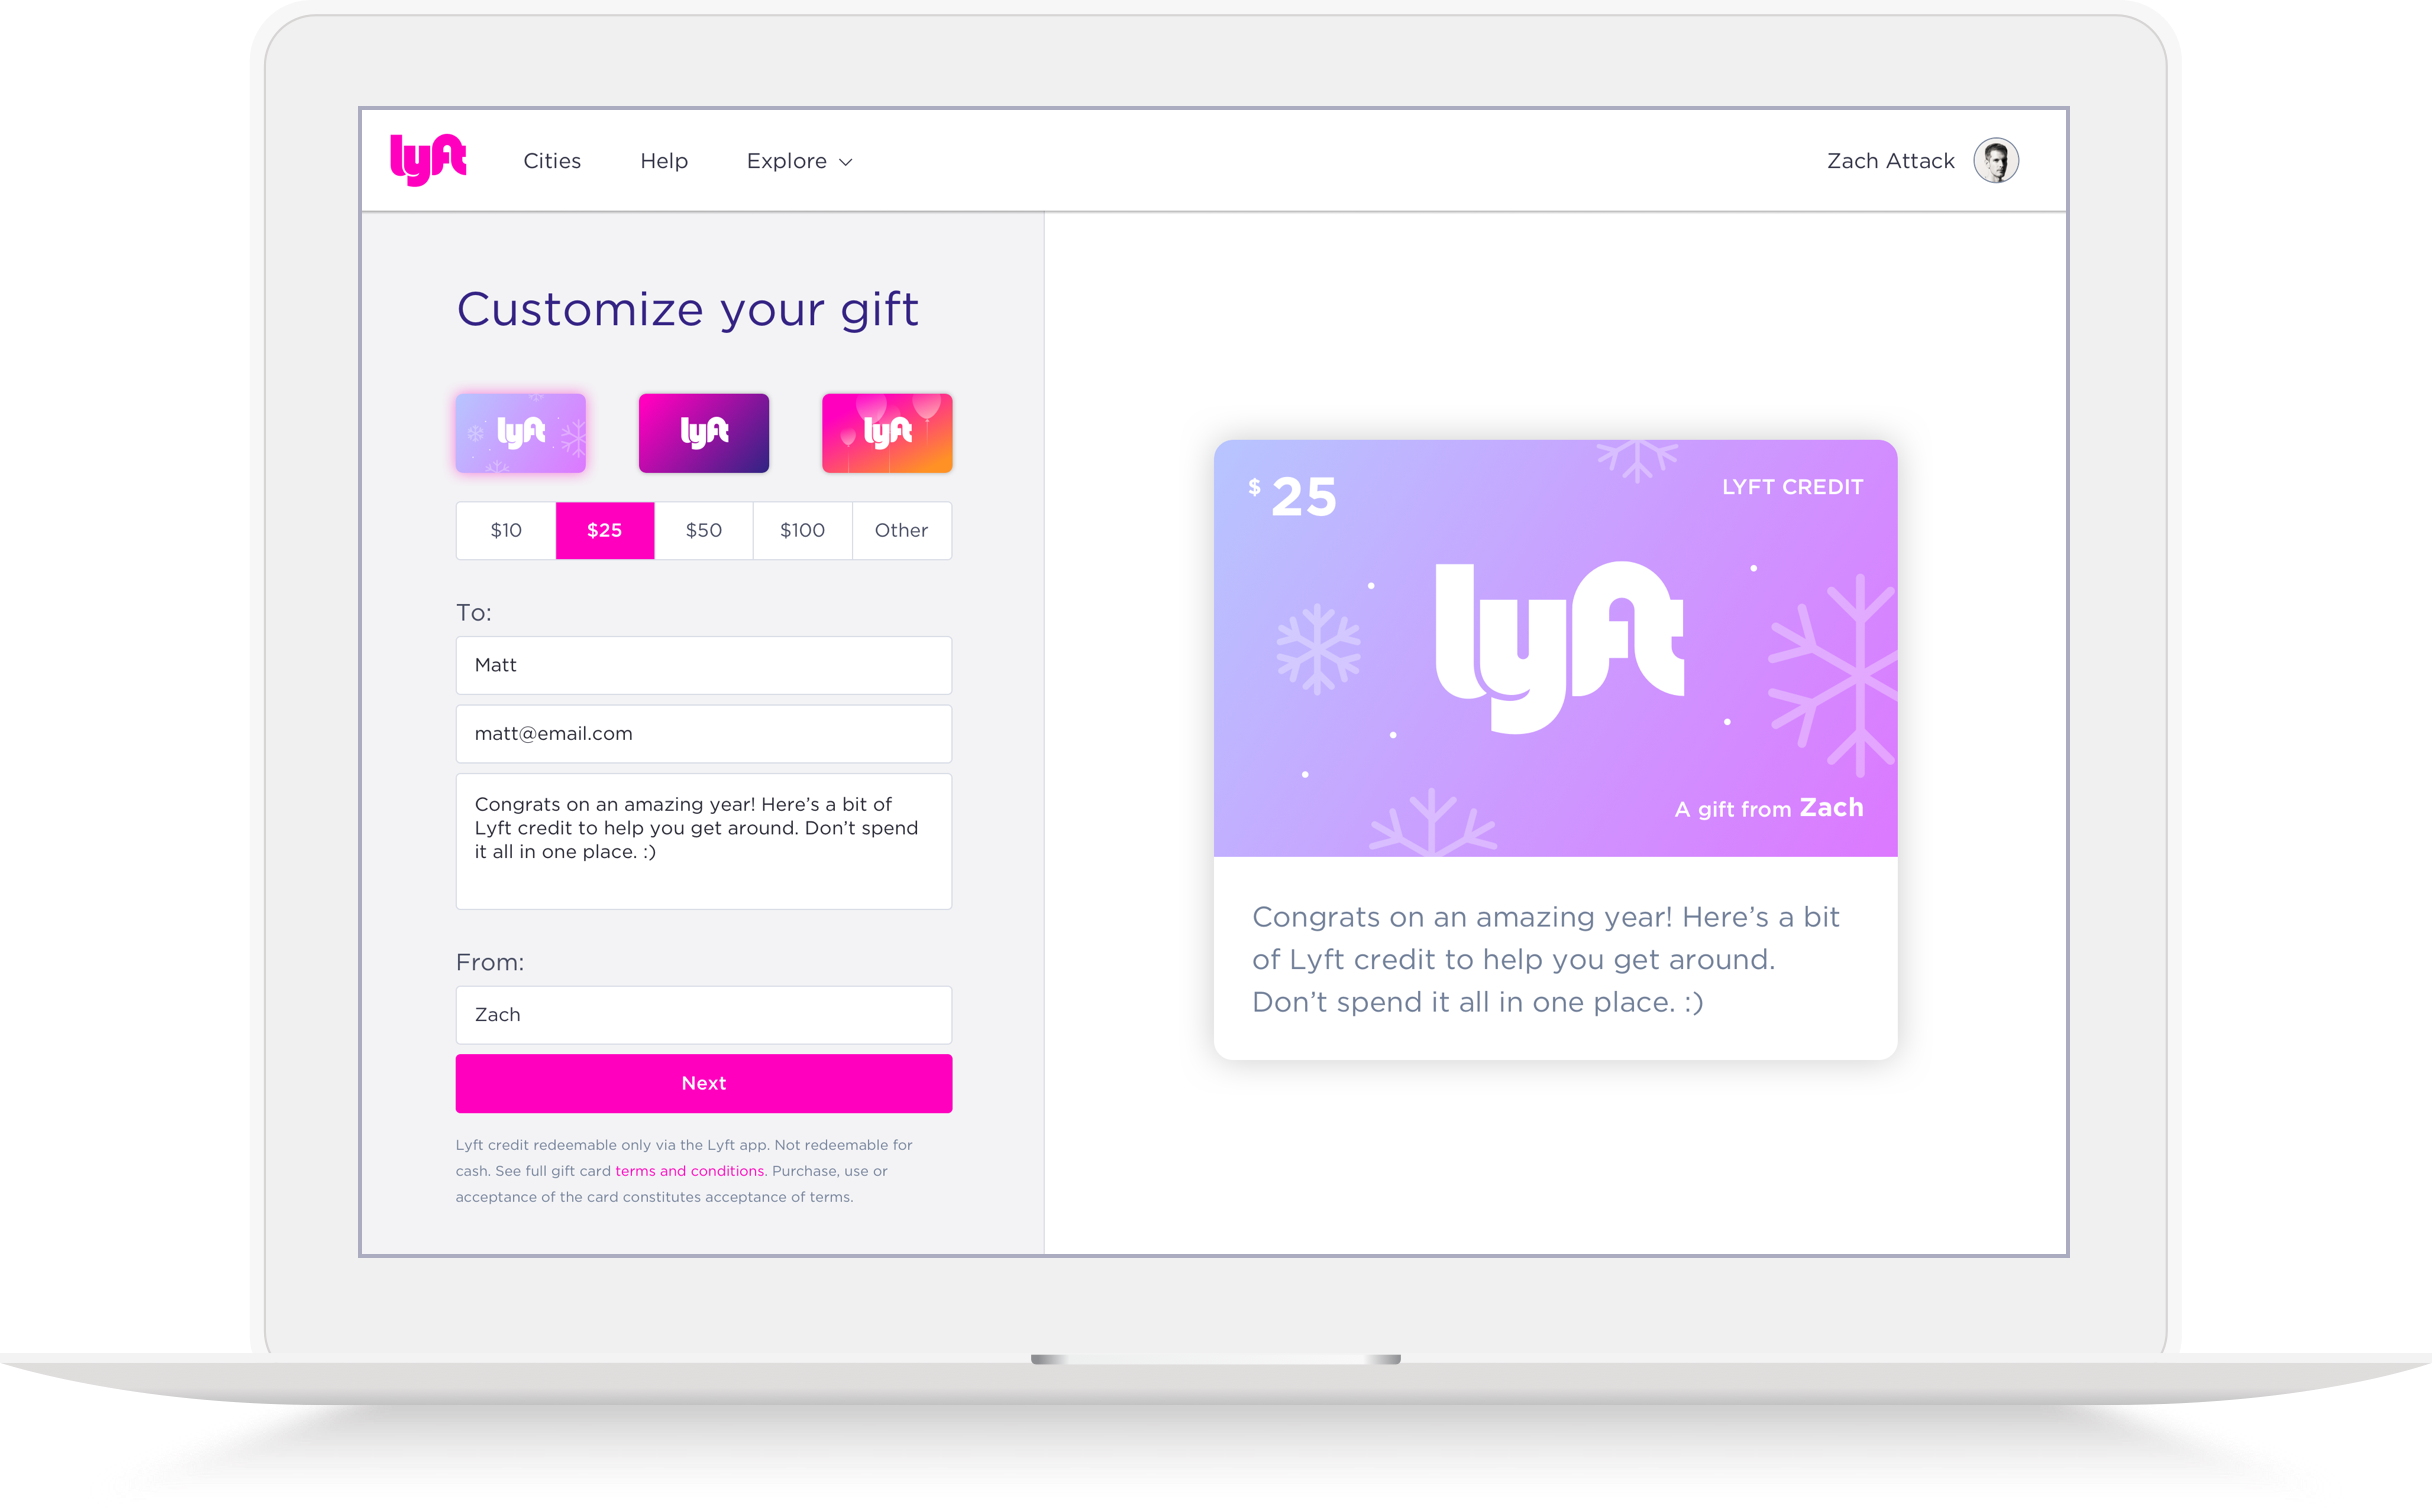 lyft
Cities
Help
Explore
Zach Attack
Customize your gift
lyft
lyft
lyft
$10
$25
$50
$100
Other
To:
Matt
matt@email.com
Congrats on an amazing year! Here’s a bit of
Lyft credit to help you get around. Don’t spend
it all in one place. :)
From:
Zach
Next
Lyft credit redeemable only via the Lyft app. Not redeemable for
cash. See full gift card terms and conditions. Purchase, use or
acceptance of the card constitutes acceptance of terms.
$25
LYFT CREDIT
lyft
A gift from Zach
Congrats on an amazing year! Here’s a bit
of Lyft credit to help you get around.
Don’t spend it all in one place. :)